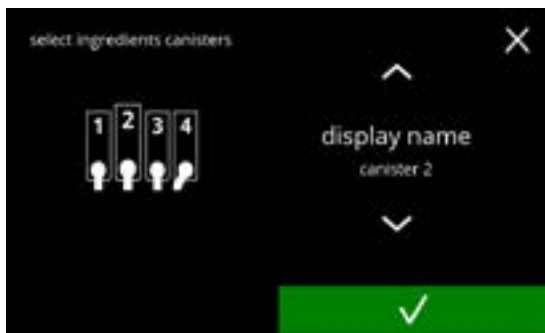 select ingredients canisters
1 2 3 4
display name
canister 2